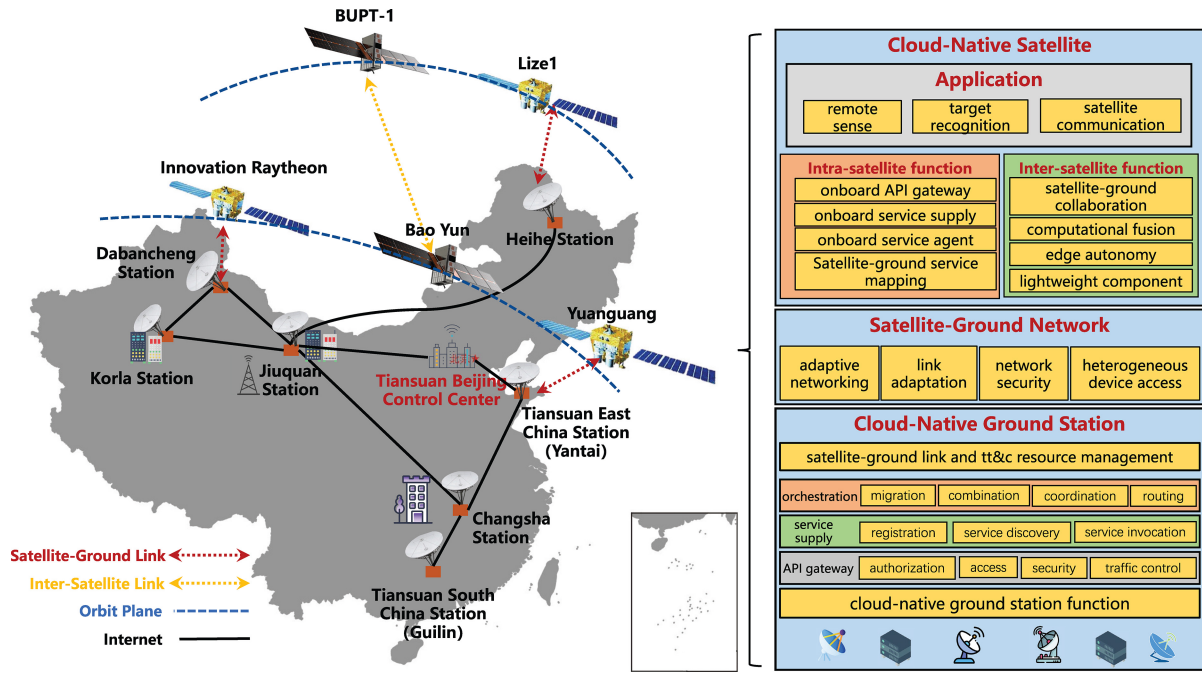 BUPT-1
Lize1
Innovation Raytheon
Bao Yun
Heihe Station
Dabancheng
Station
Yuanguang
Korla Station
Jiuquan
Station
Tiansuan Beijing
Control Center
Tiansuan East
China Station
(Yantai)
Changsha
Station
Tiansuan South
China Station
(Guilin)
Satellite-Ground Link
Inter-Satellite Link
Orbit Plane
Internet
Cloud-Native Satellite
Application
remote
sense
target
recognition
satellite
communication
Intra-satellite function
onboard API gateway
onboard service supply
onboard service agent
Satellite-ground service
mapping
Inter-satellite function
satellite-ground
collaboration
computational fusion
edge autonomy
lightweight component
Satellite-Ground Network
adaptive
networking
link
adaptation
network
security
heterogeneous
device access
Cloud-Native Ground Station
satellite-ground link and tt&c resource management
orchestration migration combination coordination routing
service
supply
registration service discovery service invocation
API gateway authorization access security traffic control
cloud-native ground station function